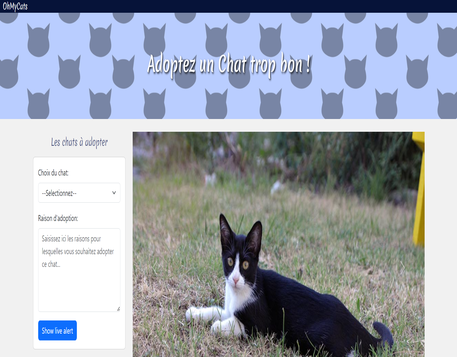 OhMyCats
Adoptez un Chat trop bon !
Les chats à adopter
Choix du chat:
--Selectionnez--
Raison d'adoption:
Saisissez ici les raisons pour
lesquelles vous souhaitez adopter
ce chat...
Show live alert